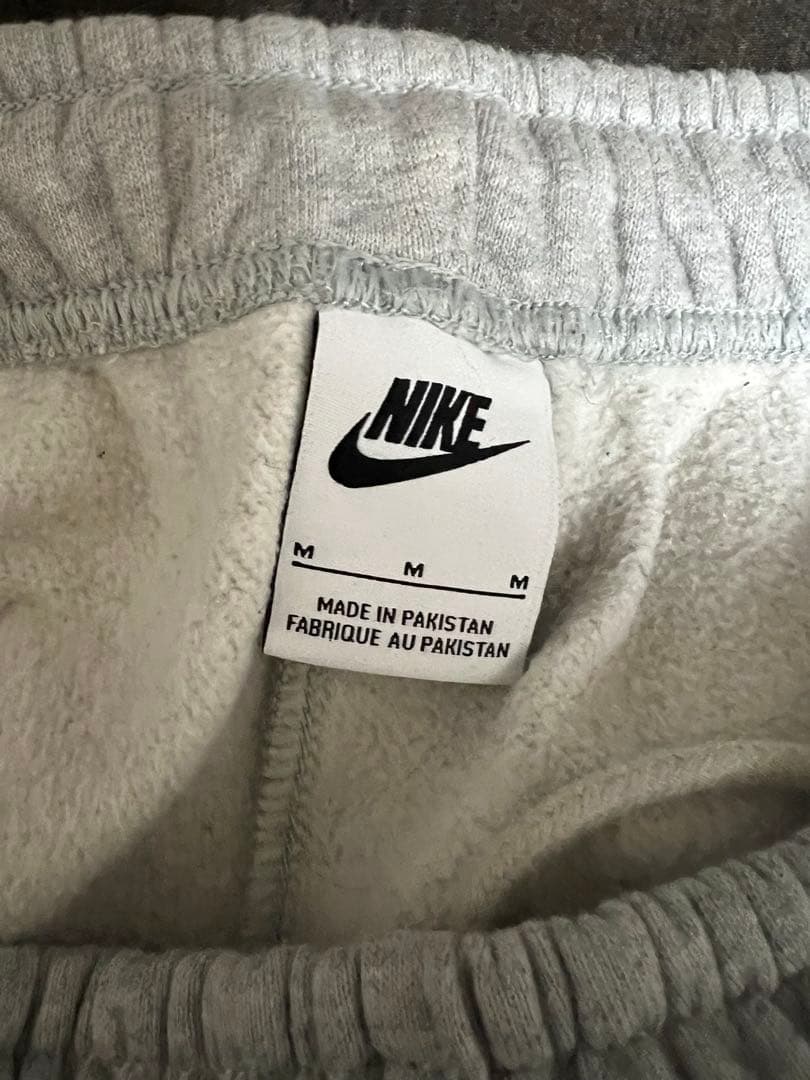 NIKE
M M M
MADE IN PAKISTAN
FABRIQUE AU PAKISTAN